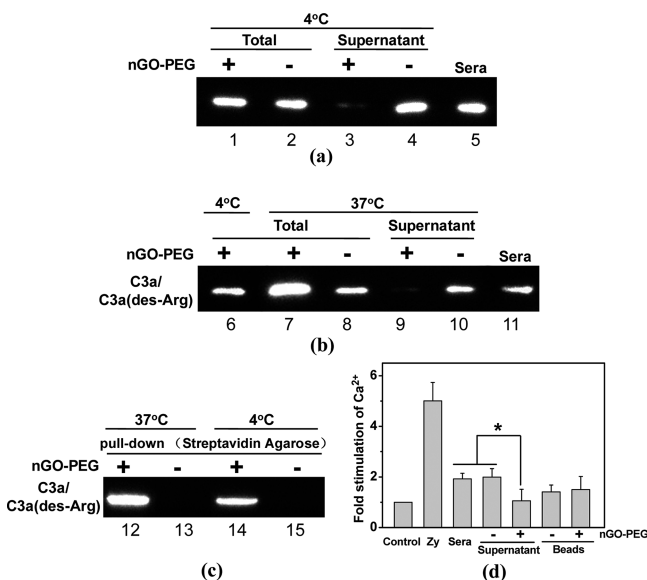 4°C
Total Supernatant
nGO-PEG + - + - Sera
1 2 3 4 5
(a)
4°C 37°C
Total Supernatant
nGO-PEG + + - + - Sera
C3a/
C3a(des-Arg)
6 7 8 9 10 11
(b)
37°C 4°C
pull-down (Streptavidin Agarose)
nGO-PEG + - + -
C3a/
C3a(des-Arg)
12 13 14 15
(c)
Fold stimulation of Ca2+
6
4
2
0
*
Control Zy Sera - + - + nGO-PEG
Supernatant Beads
(d)